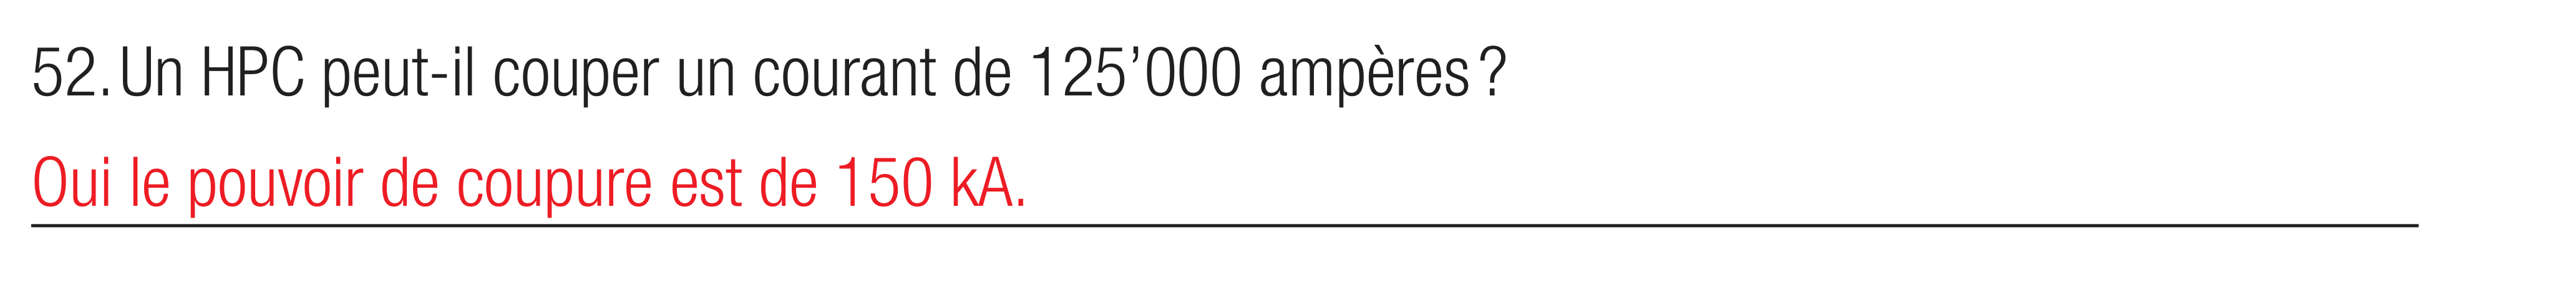 52. Un HPC peut-il couper un courant de 125’000 ampères ?
Oui le pouvoir de coupure est de 150 kA.